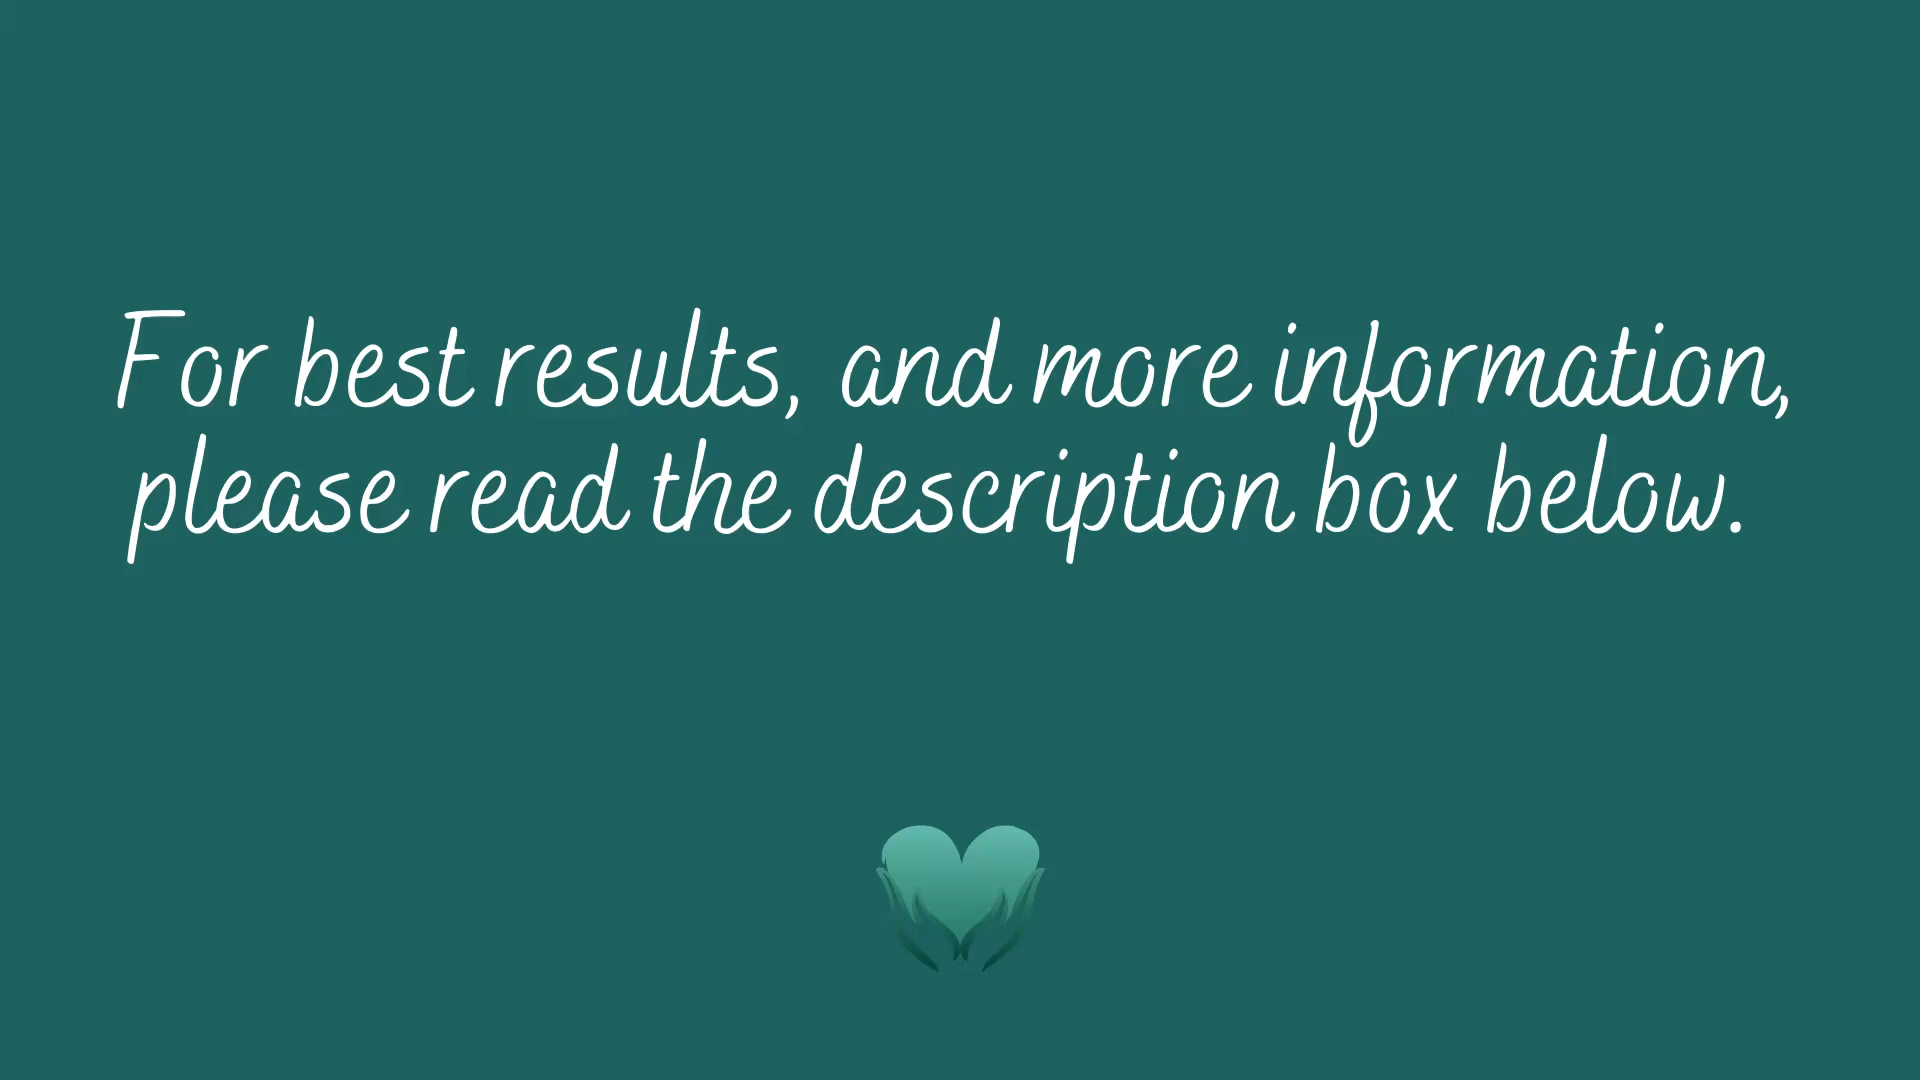 For best results, and more information,
please read the description box below.